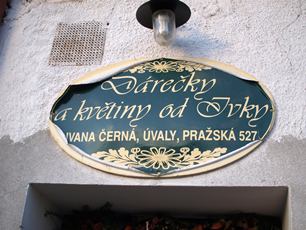 Dárečky
a květiny od Ivky
IVANA ČERNÁ, ÚVALY, PRAŽSKÁ 527